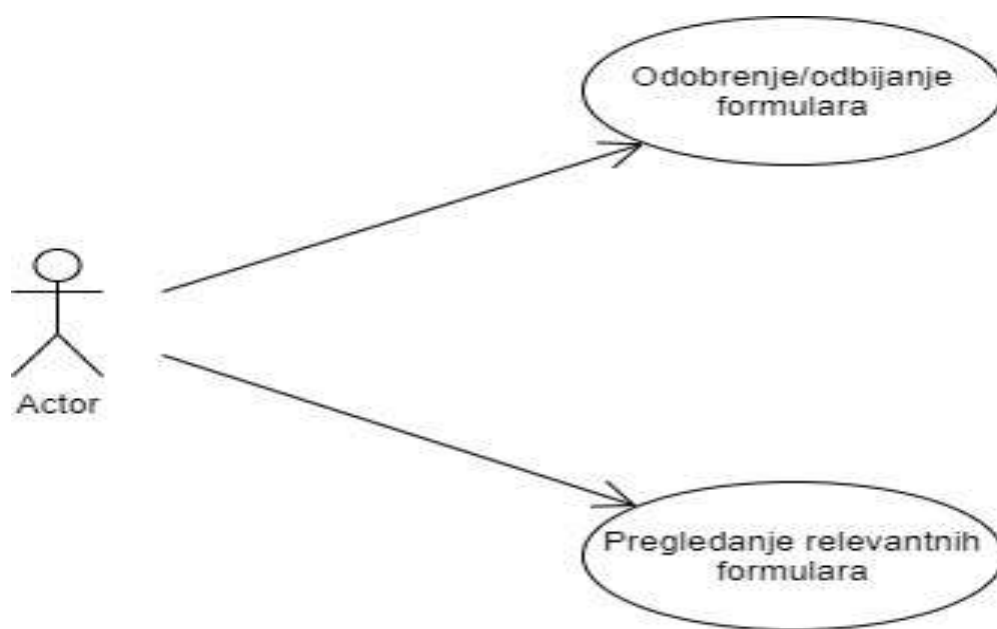 Odobrenje/odbijanje
formulara
Actor
Pregledanje relevantnih
formulara